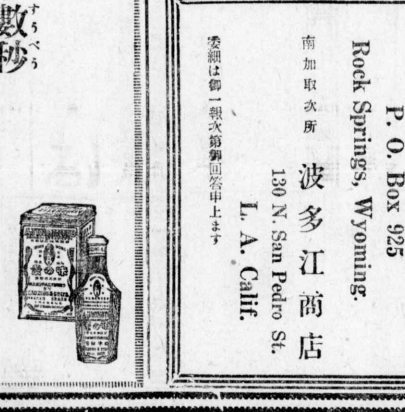 P. O. Box 925
Rock Springs, Wyoming.
南加取次所
波多江商店
130 N. San Pedro St.
L. A. Calif.
委細は御一報次第御回答申上ます
數秒
すうべう
の味